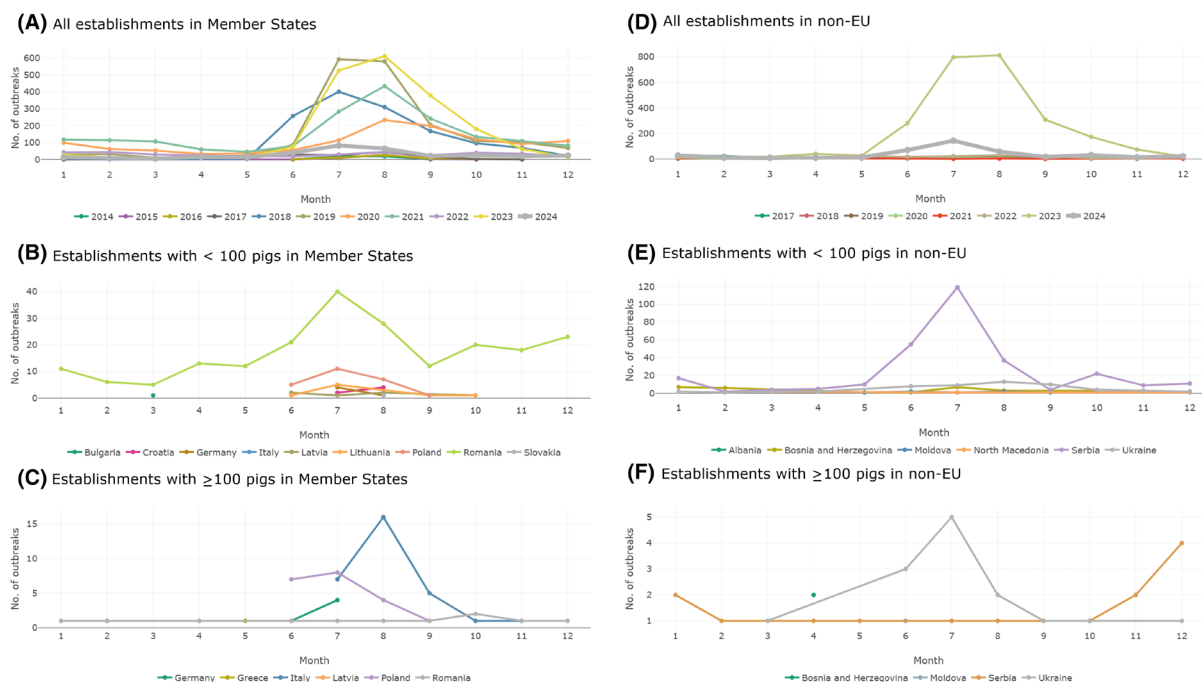 (A) All establishments in Member States
No. of outbreaks
600
500
400
300
200
100
0
1 2 3 4 5 6 7 8 9 10 11 12
Month
2014 2015 2016 2017 2018 2019 2020 2021 2022 2023 2024
(B) Establishments with < 100 pigs in Member States
No. of outbreaks
40
30
20
10
0
1 2 3 4 5 6 7 8 9 10 11 12
Month
Bulgaria Croatia Germany Italy Latvia Lithuania Poland Romania Slovakia
(C) Establishments with ≥100 pigs in Member States
No. of outbreaks
15
10
5
0
1 2 3 4 5 6 7 8 9 10 11 12
Month
Germany Greece Italy Latvia Poland Romania
(D) All establishments in non-EU
No. of outbreaks
800
600
400
200
0
1 2 3 4 5 6 7 8 9 10 11 12
Month
2017 2018 2019 2020 2021 2022 2023 2024
(E) Establishments with < 100 pigs in non-EU
No. of outbreaks
120
100
80
60
40
20
0
1 2 3 4 5 6 7 8 9 10 11 12
Month
Albania Bosnia and Herzegovina Moldova North Macedonia Serbia Ukraine
(F) Establishments with ≥100 pigs in non-EU
No. of outbreaks
5
4
3
2
1
1 2 3 4 5 6 7 8 9 10 11 12
Month
Bosnia and Herzegovina Moldova Serbia Ukraine